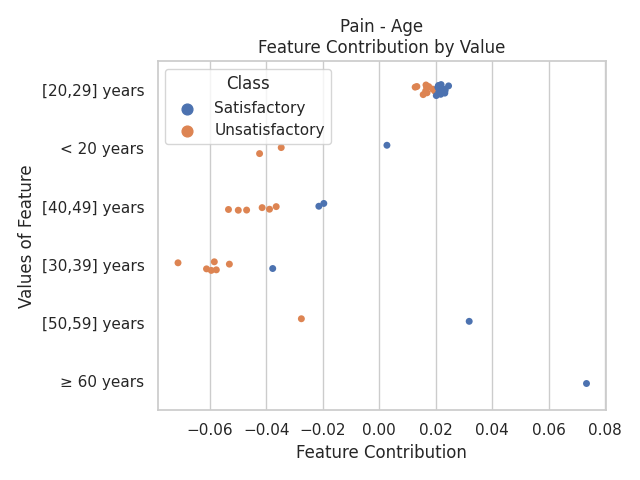 Pain - Age
Feature Contribution by Value
Class
Satisfactory
Unsatisfactory
Values of Feature
[20,29] years
< 20 years
[40,49] years
[30,39] years
[50,59] years
≥ 60 years
−0.06 −0.04 −0.02 0.00 0.02 0.04 0.06 0.08
Feature Contribution